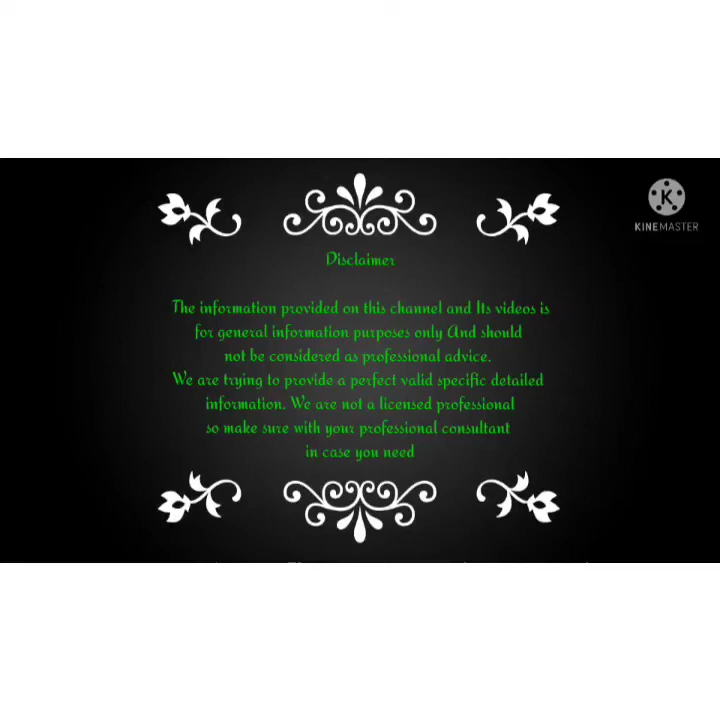 KINEMASTER
Disclaimer
The information provided on this channel and Its videos is
for general information purposes only And should
not be considered as professional advice.
We are trying to provide a perfect valid specific detailed
information. We are not a licensed professional
so make sure with your professional consultant
in case you need